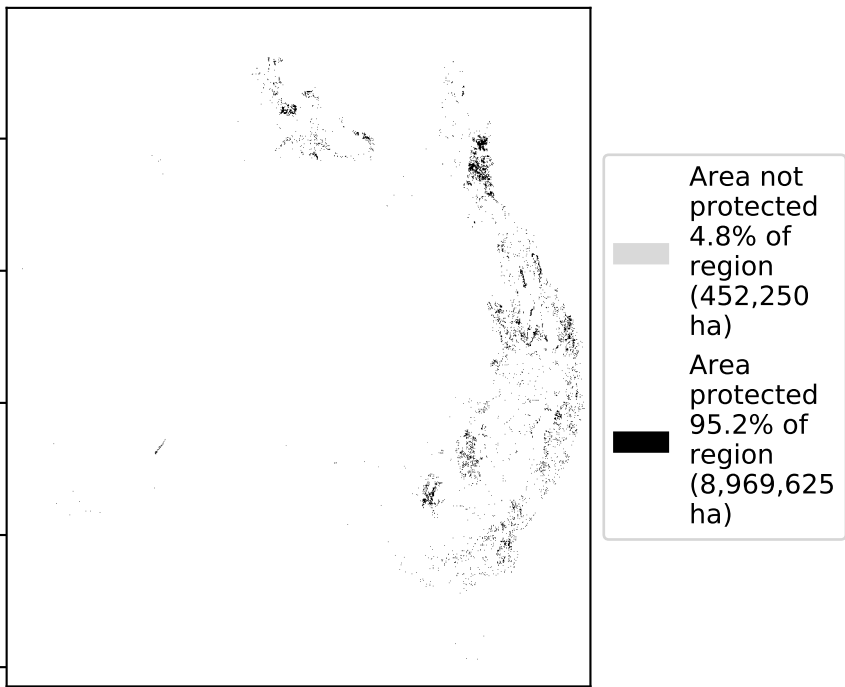 Area not
protected
4.8% of
region
(452,250
ha)
Area
protected
95.2% of
region
(8,969,625
ha)